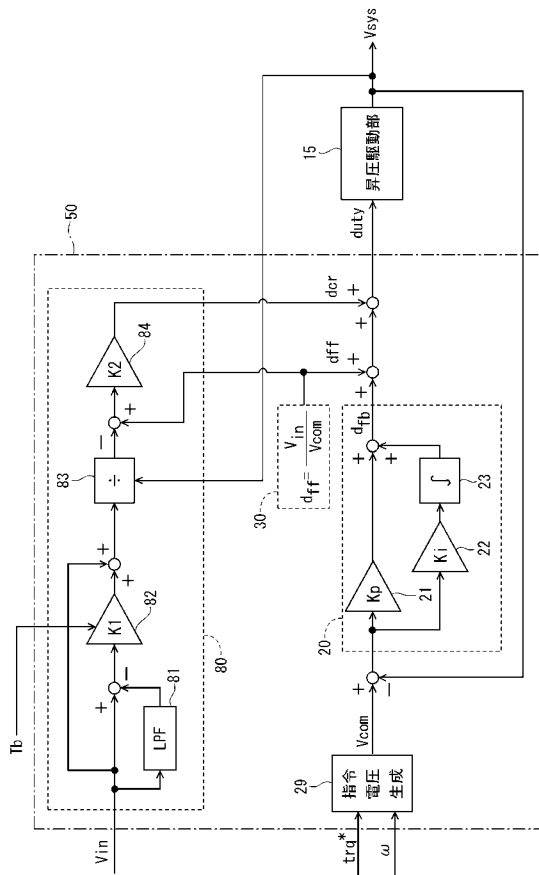 50
Tb
Vin
+
−
81
LPF
K1
82
+
+
83
÷
−
+
K2
84
80
30
d_ff = V_in / Vcom
dcr
dff
d_fb
+
+
+
+
duty
15
昇圧駆動部
Vsys
trq*
ω
29
指令
電圧
生成
Vcom
+
−
20
Kp
21
Ki
22
∫
23
+
+